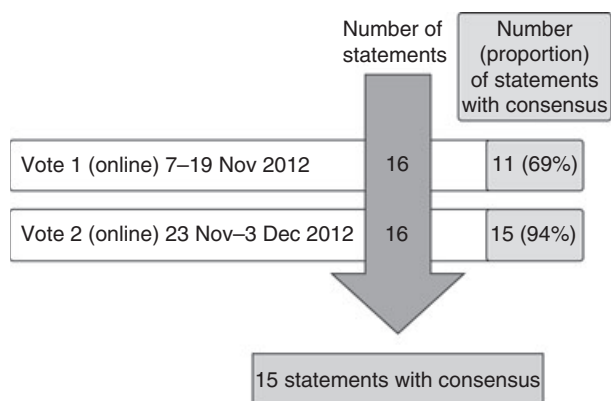 Number of
statements
Number
(proportion)
of statements
with consensus
Vote 1 (online) 7–19 Nov 2012
16
11 (69%)
Vote 2 (online) 23 Nov–3 Dec 2012
16
15 (94%)
15 statements with consensus